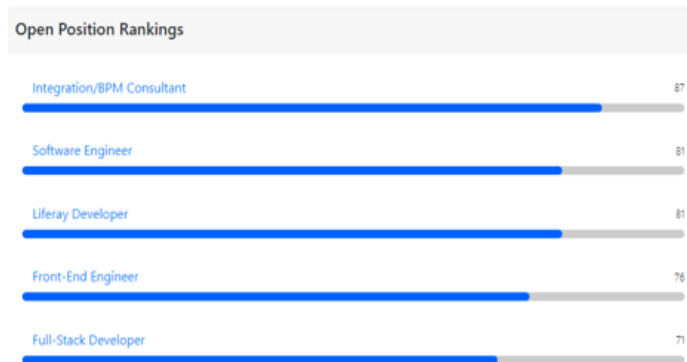 Open Position Rankings
Integration/BPM Consultant 87
Software Engineer 81
Liferay Developer 81
Front-End Engineer 76
Full-Stack Developer 71